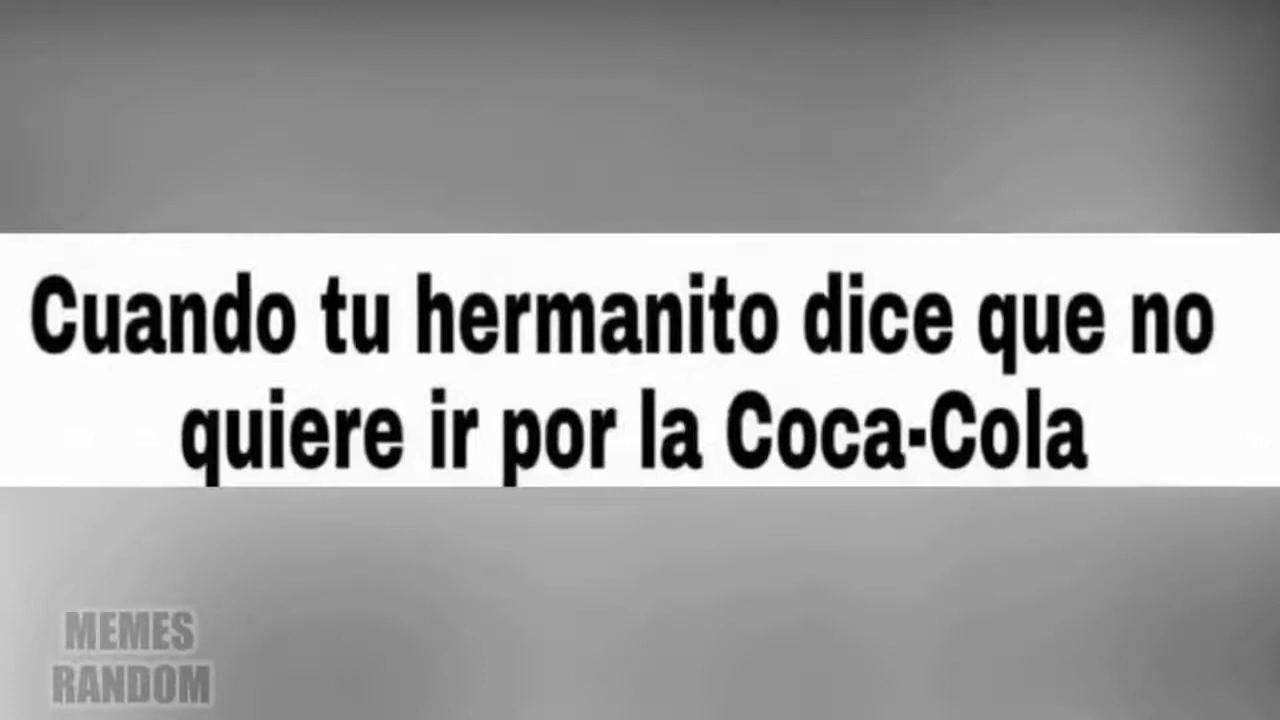 Cuando tu hermanito dice que no
quiere ir por la Coca-Cola
MEMES
RANDOM